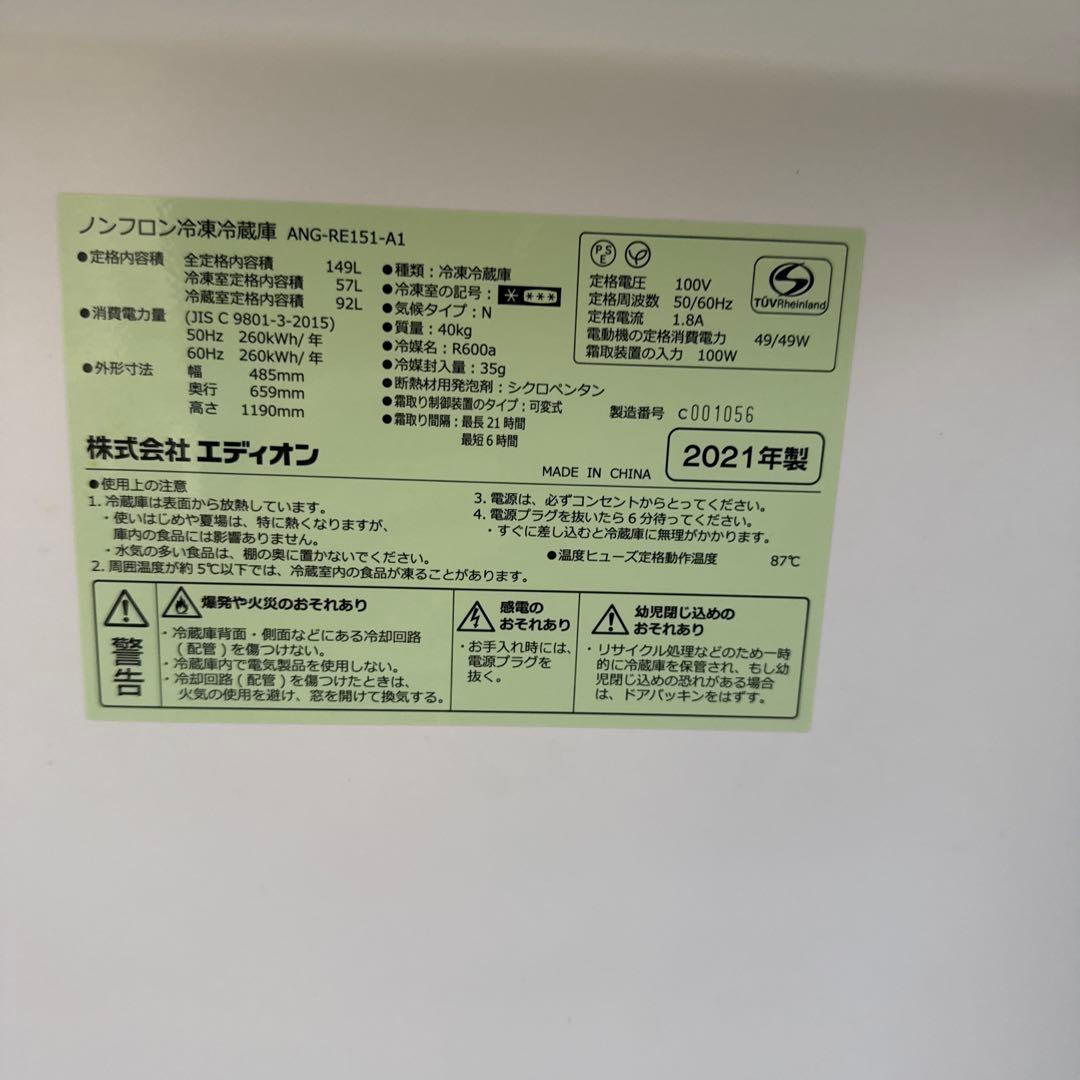 ノンフロン冷凍冷蔵庫 ANG-RE151-A1
●定格内容積 全定格内容積 149L
冷凍室定格内容積 57L
冷蔵室定格内容積 92L
●消費電力量 (JIS C 9801-3-2015)
50Hz 260kWh/年
60Hz 260kWh/年
●外形寸法 幅 485mm
奥行 659mm
高さ 1190mm
●種類：冷凍冷蔵庫
●冷凍室の記号：* ***
●気候タイプ：N
●質量：40kg
●冷媒名：R600a
●冷媒封入量：35g
●断熱材用発泡剤：シクロペンタン
●霜取り制御装置のタイプ：可変式
●霜取り間隔：最長21時間
最短6時間
PSE
TÜVRheinland
定格電圧 100V
定格周波数 50/60Hz
定格電流 1.8A
電動機の定格消費電力 49/49W
霜取装置の入力 100W
製造番号 C001056
株式会社 エディオン
MADE IN CHINA
2021年製
●使用上の注意
1. 冷蔵庫は表面から放熱しています。
・使いはじめや夏場は、特に熱くなりますが、
庫内の食品には影響ありません。
・水気の多い食品は、棚の奥に置かないでください。
2. 周囲温度が約5℃以下では、冷蔵室内の食品が凍ることがあります。
3. 電源は、必ずコンセントからとってください。
4. 電源プラグを抜いたら6分待ってください。
・すぐに差し込むと冷蔵庫に無理がかかります。
●温度ヒューズ定格動作温度 87℃
警告
爆発や火災のおそれあり
・冷蔵庫背面・側面などにある冷却回路
(配管)を傷つけない。
・冷蔵庫内で電気製品を使用しない。
・冷却回路(配管)を傷つけたときは、
火気の使用を避け、窓を開けて換気する。
感電の
おそれあり
・お手入れ時には、
電源プラグを
抜く。
幼児閉じ込めの
おそれあり
・リサイクル処理などのため一時
的に冷蔵庫を保管され、もし幼
児閉じ込めの恐れがある場合
は、ドアパッキンをはずす。